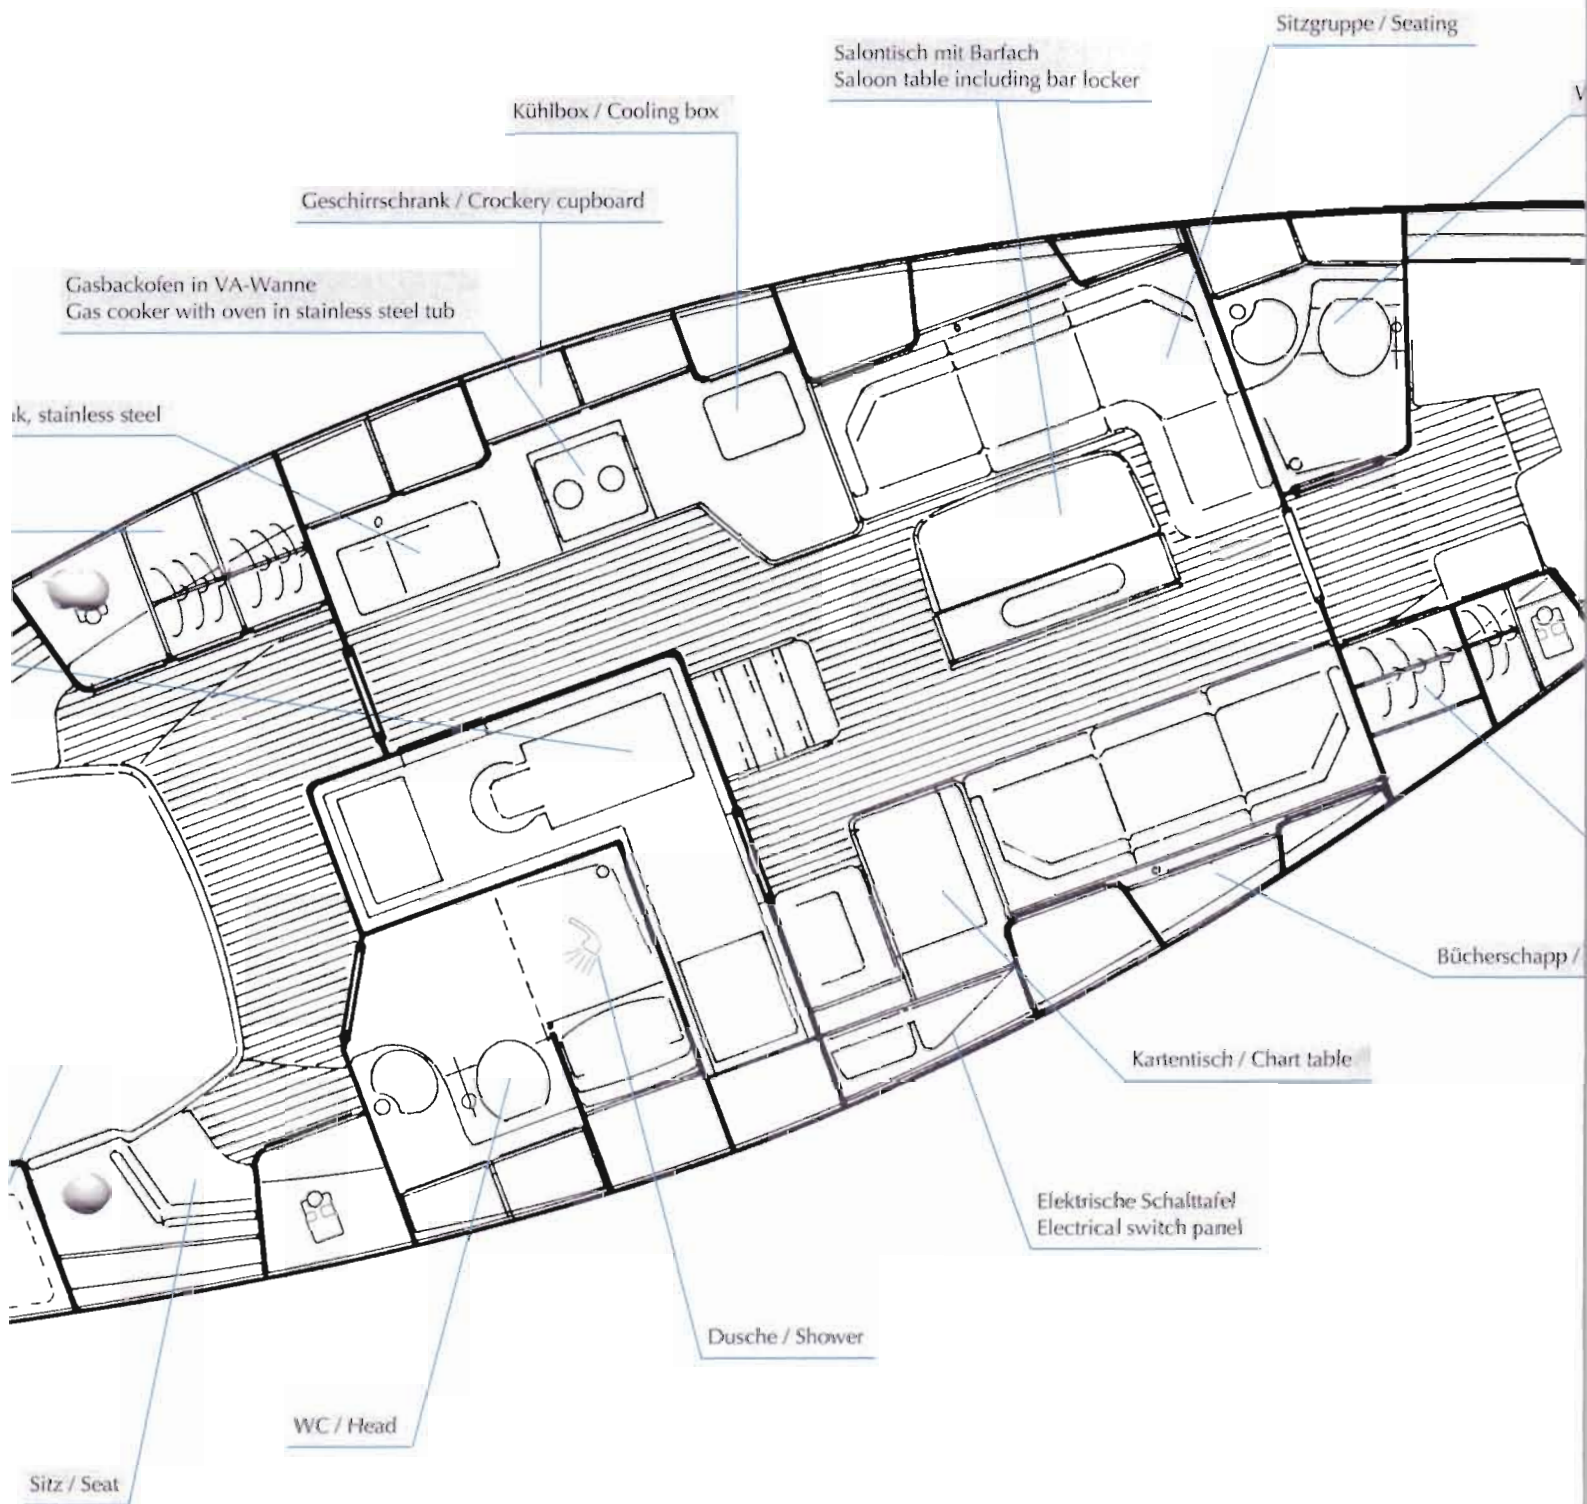 Sitzgruppe / Seating
Salontisch mit Barfach
Saloon table including bar locker
Kühlbox / Cooling box
Geschirrschrank / Crockery cupboard
Gasbackofen in VA-Wanne
Gas cooker with oven in stainless steel tub
stainless steel
Bücherschapp /
Kartentisch / Chart table
Elektrische Schalttafel
Electrical switch panel
Dusche / Shower
WC / Head
Sitz / Seat